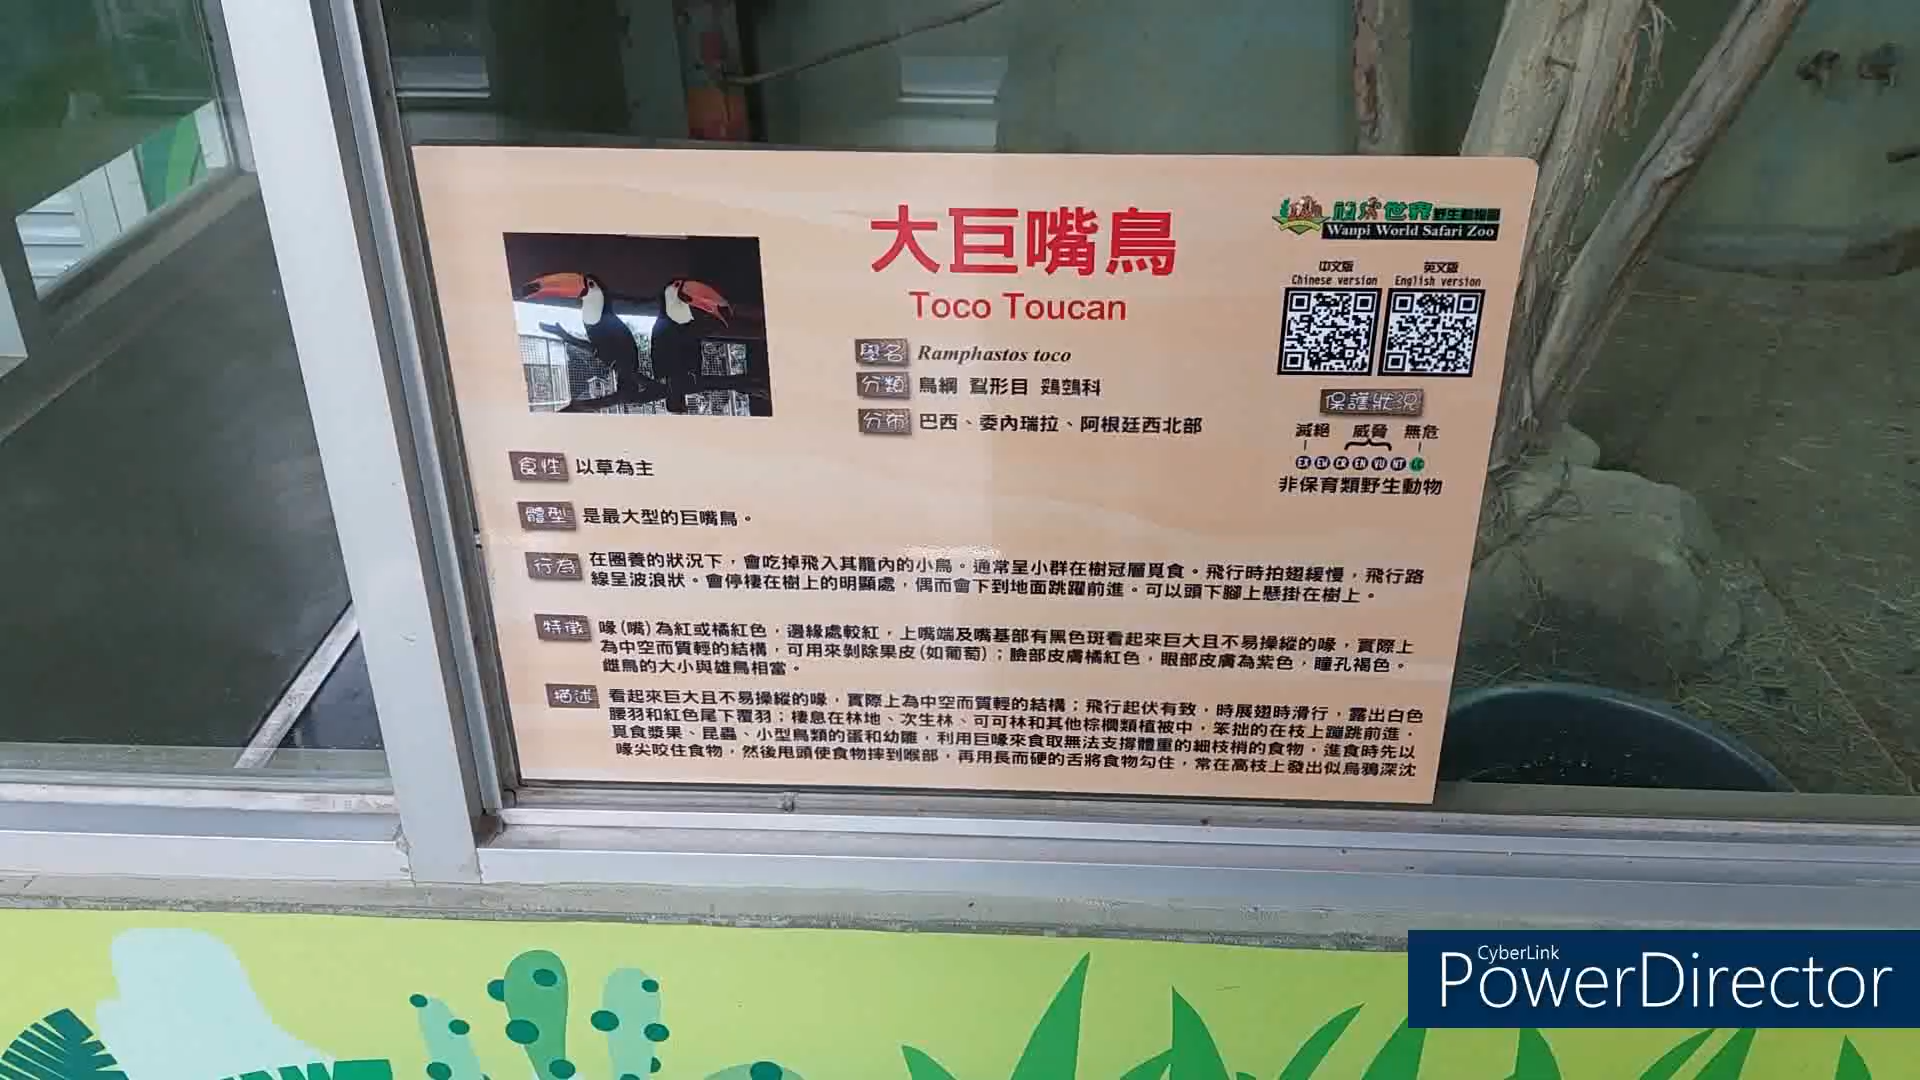 大巨嘴鳥
Toco Toucan
頑皮世界野生動物園
Wanpi World Safari Zoo
中文版 英文版
Chinese version English version
學名 Ramphastos toco
分類 鳥綱 鴷形目 鵎鵼科
分布 巴西、委內瑞拉、阿根廷西北部
保護狀況
滅絕 威脅 無危
EX EW CR EN VU NT LC
非保育類野生動物
食性 以草為主
體型 是最大型的巨嘴鳥。
行為 在圈養的狀況下，會吃掉飛入其籠內的小鳥。通常呈小群在樹冠層覓食。飛行時拍翅緩慢，飛行路
線呈波浪狀。會停棲在樹上的明顯處，偶而會下到地面跳躍前進。可以頭下腳上懸掛在樹上。
特徵 喙(嘴)為紅或橘紅色，邊緣處較紅，上嘴端及嘴基部有黑色斑看起來巨大且不易操縱的喙，實際上
為中空而質輕的結構，可用來剝除果皮(如葡萄)；臉部皮膚橘紅色，眼部皮膚為紫色，瞳孔褐色。
雌鳥的大小與雄鳥相當。
描述 看起來巨大且不易操縱的喙，實際上為中空而質輕的結構；飛行起伏有致，時展翅時滑行，露出白色
腰羽和紅色尾下覆羽；棲息在林地、次生林、可可林和其他棕櫚類植被中，笨拙的在枝上蹦跳前進，
覓食漿果、昆蟲、小型鳥類的蛋和幼雛，利用巨喙來食取無法支撐體重的細枝梢的食物，進食時先以
喙尖咬住食物，然後甩頭使食物摔到喉部，再用長而硬的舌將食物勾住，常在高枝上發出似烏鴉深沈
CyberLink
PowerDirector